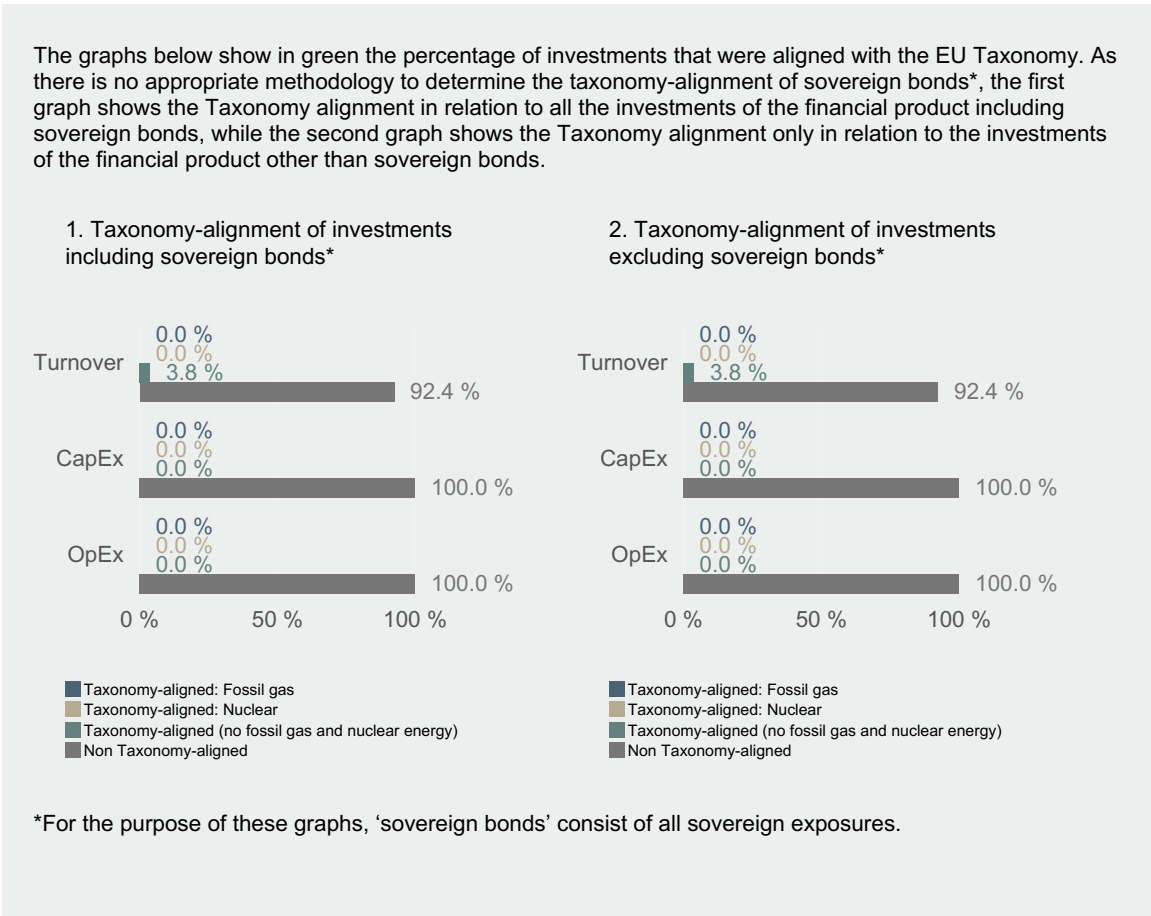 The graphs below show in green the percentage of investments that were aligned with the EU Taxonomy. As
there is no appropriate methodology to determine the taxonomy-alignment of sovereign bonds*, the first
graph shows the Taxonomy alignment in relation to all the investments of the financial product including
sovereign bonds, while the second graph shows the Taxonomy alignment only in relation to the investments
of the financial product other than sovereign bonds.
1. Taxonomy-alignment of investments
including sovereign bonds*
Turnover
0.0 %
0.0 %
3.8 %
92.4 %
CapEx
0.0 %
0.0 %
0.0 %
100.0 %
OpEx
0.0 %
0.0 %
0.0 %
100.0 %
0 % 50 % 100 %
Taxonomy-aligned: Fossil gas
Taxonomy-aligned: Nuclear
Taxonomy-aligned (no fossil gas and nuclear energy)
Non Taxonomy-aligned
2. Taxonomy-alignment of investments
excluding sovereign bonds*
Turnover
0.0 %
0.0 %
3.8 %
92.4 %
CapEx
0.0 %
0.0 %
0.0 %
100.0 %
OpEx
0.0 %
0.0 %
0.0 %
100.0 %
0 % 50 % 100 %
Taxonomy-aligned: Fossil gas
Taxonomy-aligned: Nuclear
Taxonomy-aligned (no fossil gas and nuclear energy)
Non Taxonomy-aligned
*For the purpose of these graphs, ‘sovereign bonds’ consist of all sovereign exposures.